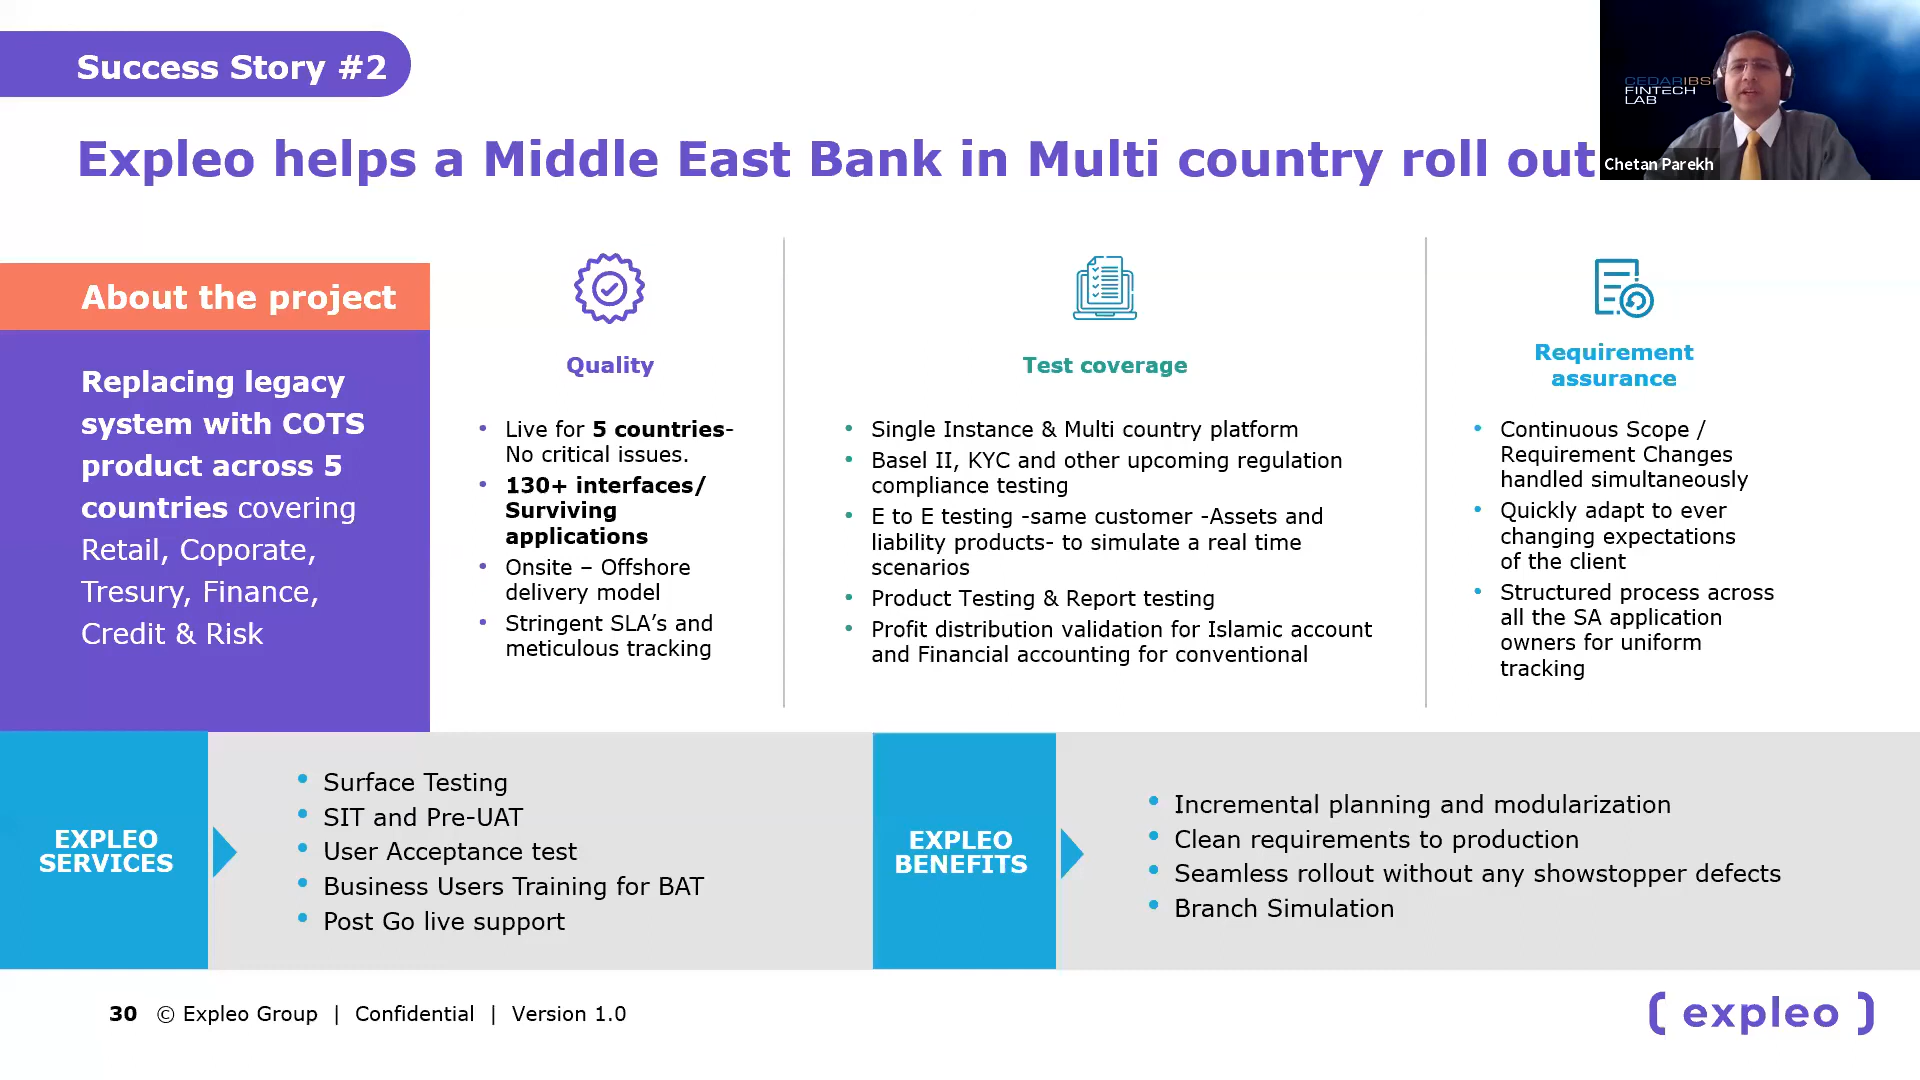 Success Story #2
Expleo helps a Middle East Bank in Multi country roll out
CEDARIBS
FINTECH
LAB
Chetan Parekh
About the project
Replacing legacy
system with COTS
product across 5
countries covering
Retail, Coporate,
Tresury, Finance,
Credit & Risk
Quality
• Live for 5 countries-
No critical issues.
• 130+ interfaces/
Surviving
applications
• Onsite – Offshore
delivery model
• Stringent SLA’s and
meticulous tracking
Test coverage
• Single Instance & Multi country platform
• Basel II, KYC and other upcoming regulation
compliance testing
• E to E testing -same customer -Assets and
liability products- to simulate a real time
scenarios
• Product Testing & Report testing
• Profit distribution validation for Islamic account
and Financial accounting for conventional
Requirement
assurance
• Continuous Scope /
Requirement Changes
handled simultaneously
• Quickly adapt to ever
changing expectations
of the client
• Structured process across
all the SA application
owners for uniform
tracking
EXPLEO
SERVICES
• Surface Testing
• SIT and Pre-UAT
• User Acceptance test
• Business Users Training for BAT
• Post Go live support
EXPLEO
BENEFITS
• Incremental planning and modularization
• Clean requirements to production
• Seamless rollout without any showstopper defects
• Branch Simulation
30 © Expleo Group | Confidential | Version 1.0
( expleo )